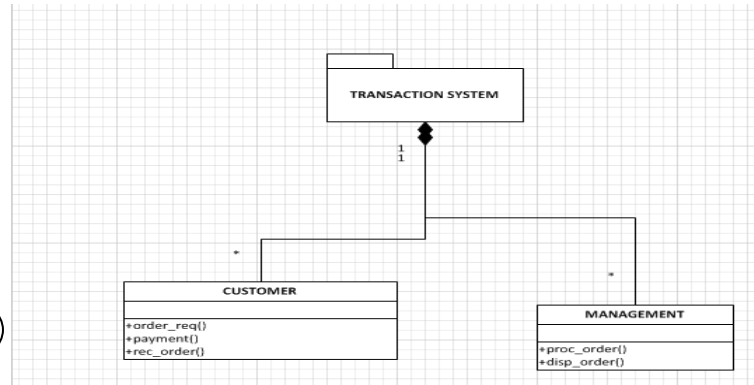 TRANSACTION SYSTEM
1
1
*
*
CUSTOMER
+order_req()
+payment()
+rec_order()
MANAGEMENT
+proc_order()
+disp_order()
)